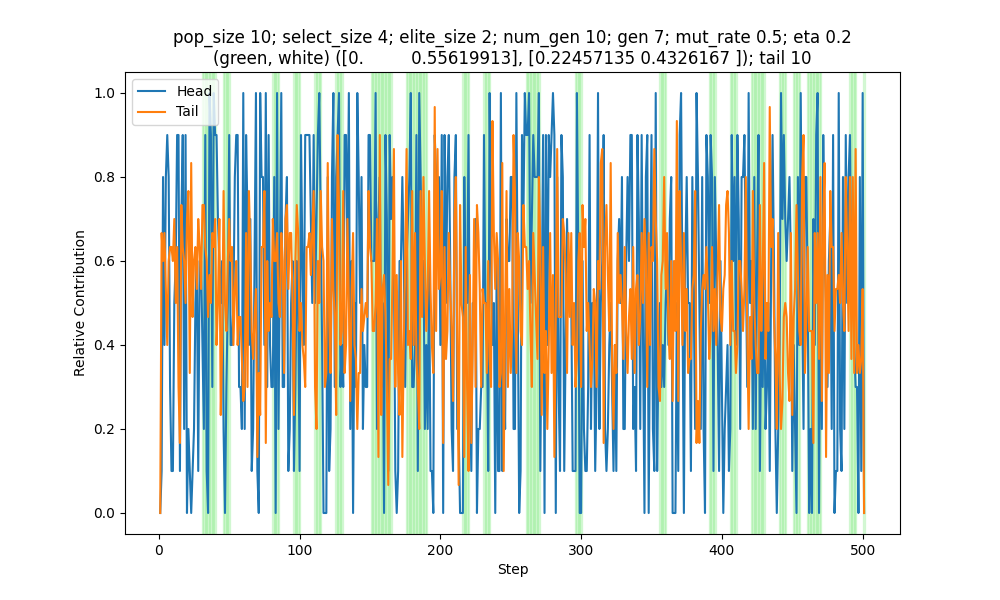 pop_size 10; select_size 4; elite_size 2; num_gen 10; gen 7; mut_rate 0.5; eta 0.2
(green, white) ([0.         0.55619913], [0.22457135 0.4326167 ]); tail 10
Head
Tail
1.0
0.8
0.6
0.4
0.2
0.0
Relative Contribution
0
100
200
300
400
500
Step